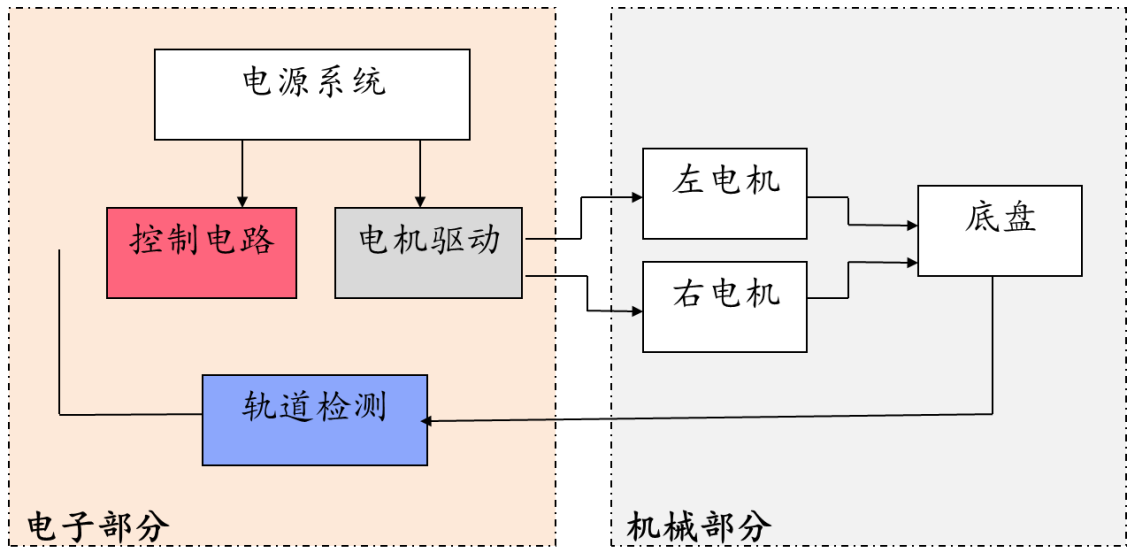 电源系统
控制电路
电机驱动
左电机
右电机
底盘
轨道检测
电子部分
机械部分